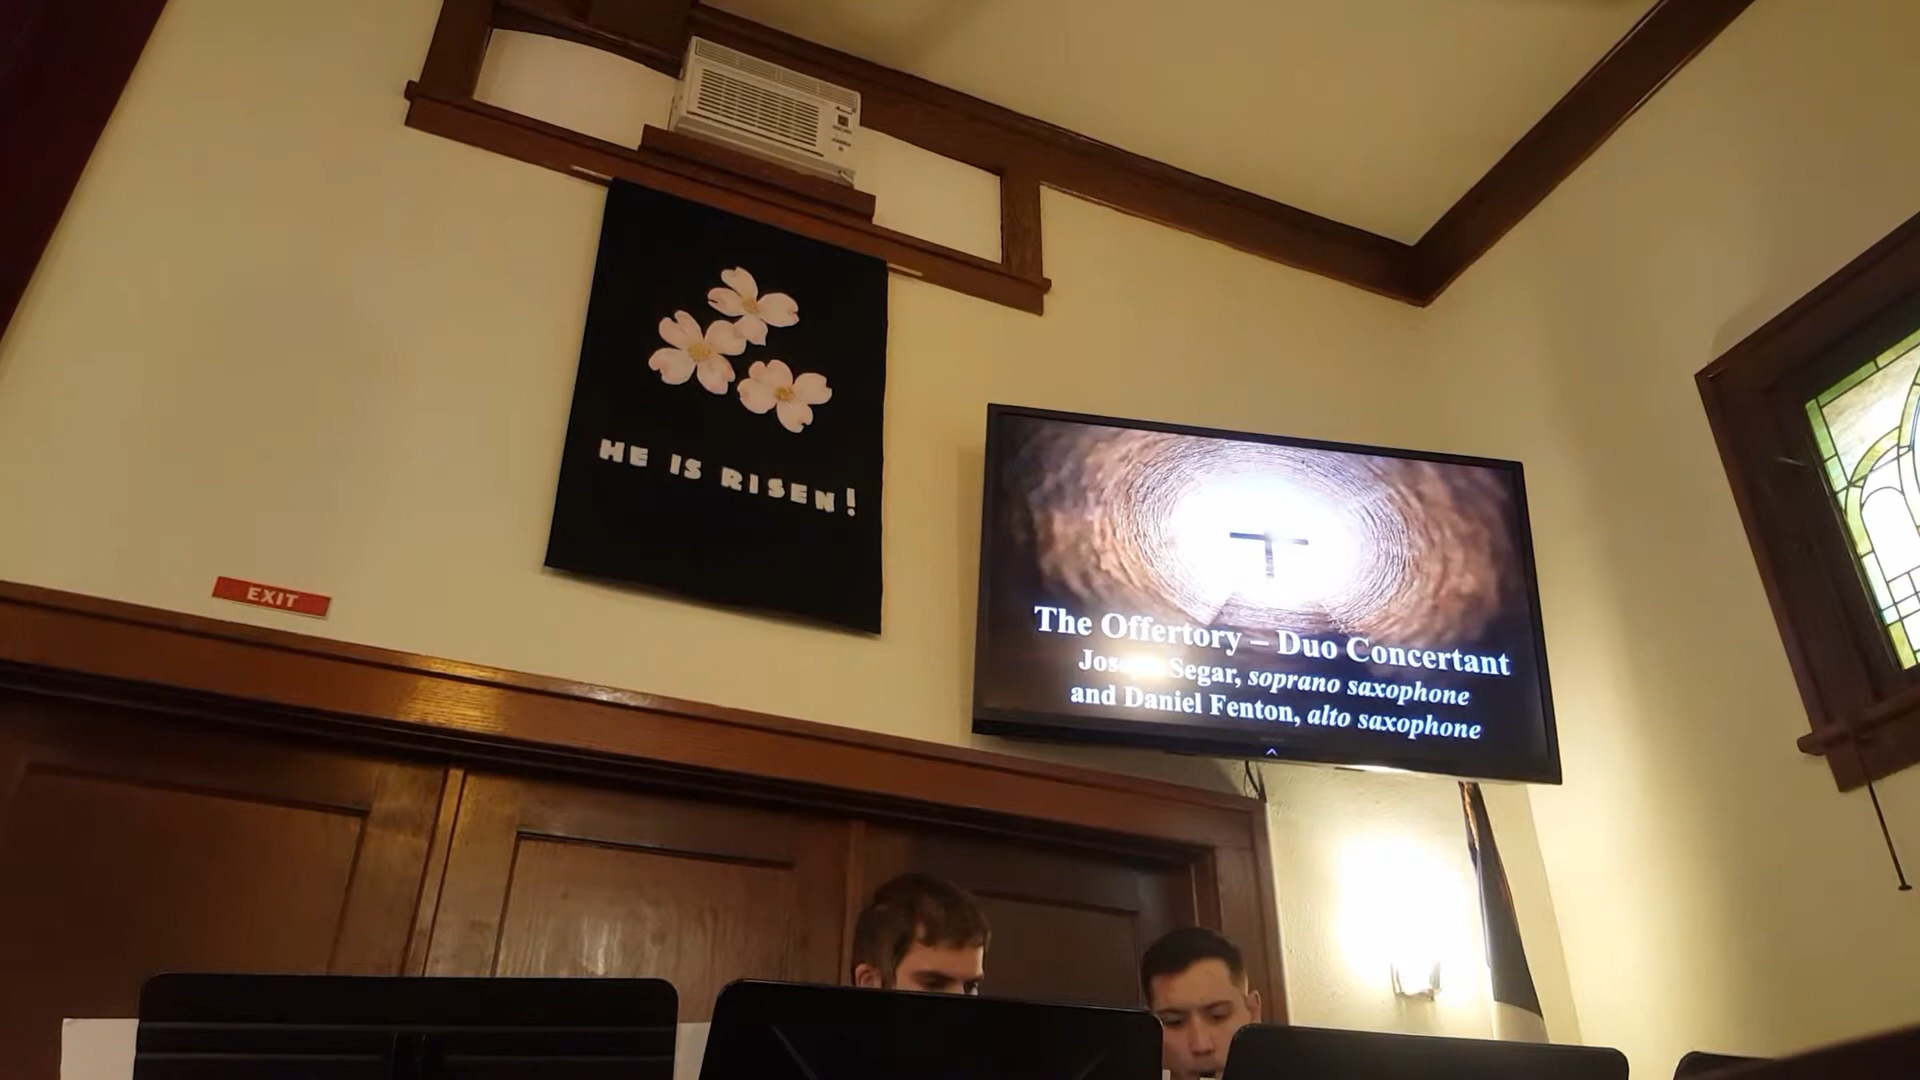 HE IS RISEN!
EXIT
The Offertory – Duo Concertant
Segar, soprano saxophone
and Daniel Fenton, alto saxophone